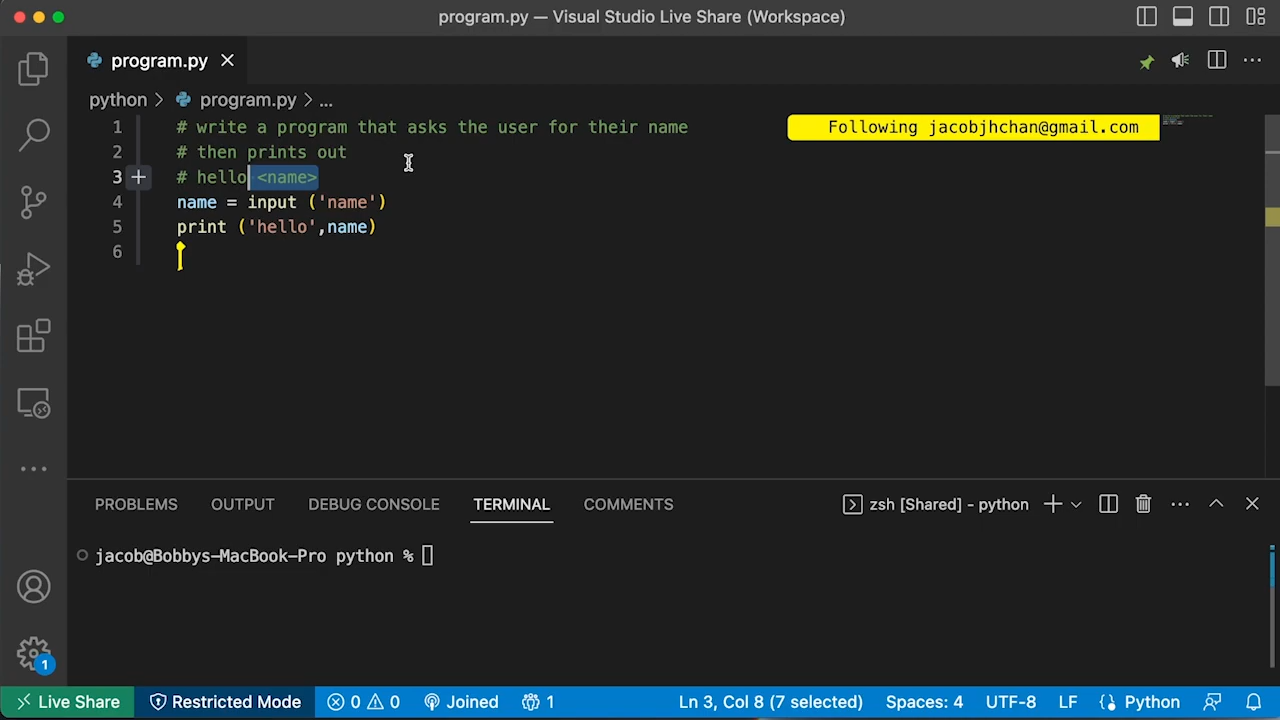 program.py — Visual Studio Live Share (Workspace)
program.py
python > program.py > ...
Following jacobjhchan@gmail.com
1 # write a program that asks the user for their name
2 # then prints out
3 # hello <name>
4 name = input ('name')
5 print ('hello',name)
6
PROBLEMS OUTPUT DEBUG CONSOLE TERMINAL COMMENTS zsh [Shared] - python
jacob@Bobbys-MacBook-Pro python %
1
Live Share Restricted Mode 0 0 Joined 1 Ln 3, Col 8 (7 selected) Spaces: 4 UTF-8 LF Python